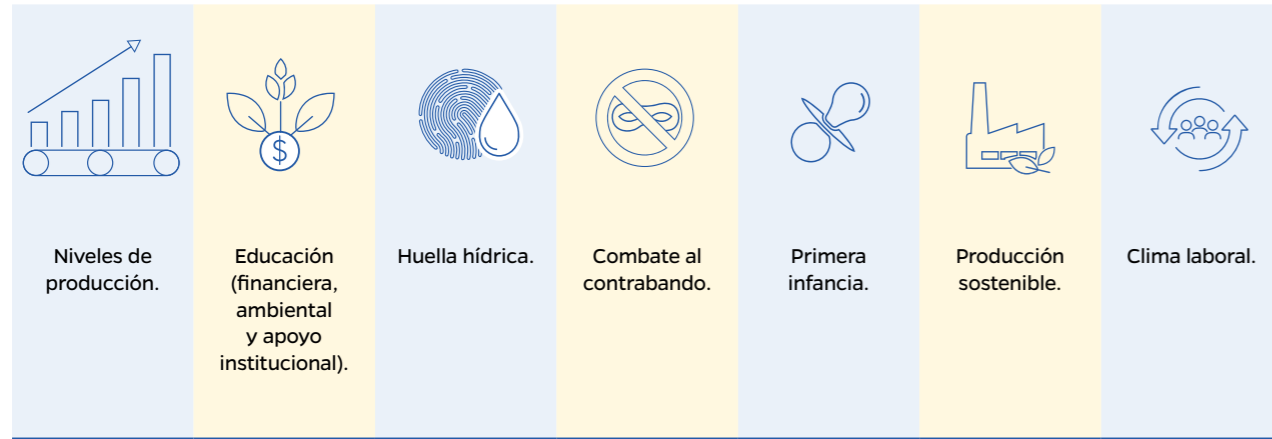 $
Niveles de
producción.
Educación
(financiera,
ambiental
y apoyo
institucional).
Huella hídrica.
Combate al
contrabando.
Primera
infancia.
Producción
sostenible.
Clima laboral.